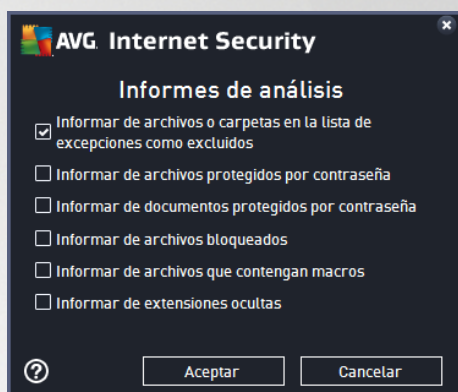 AVG Internet Security
Informes de análisis
Informar de archivos o carpetas en la lista de
excepciones como excluidos
Informar de archivos protegidos por contraseña
Informar de documentos protegidos por contraseña
Informar de archivos bloqueados
Informar de archivos que contengan macros
Informar de extensiones ocultas
?
Aceptar
Cancelar